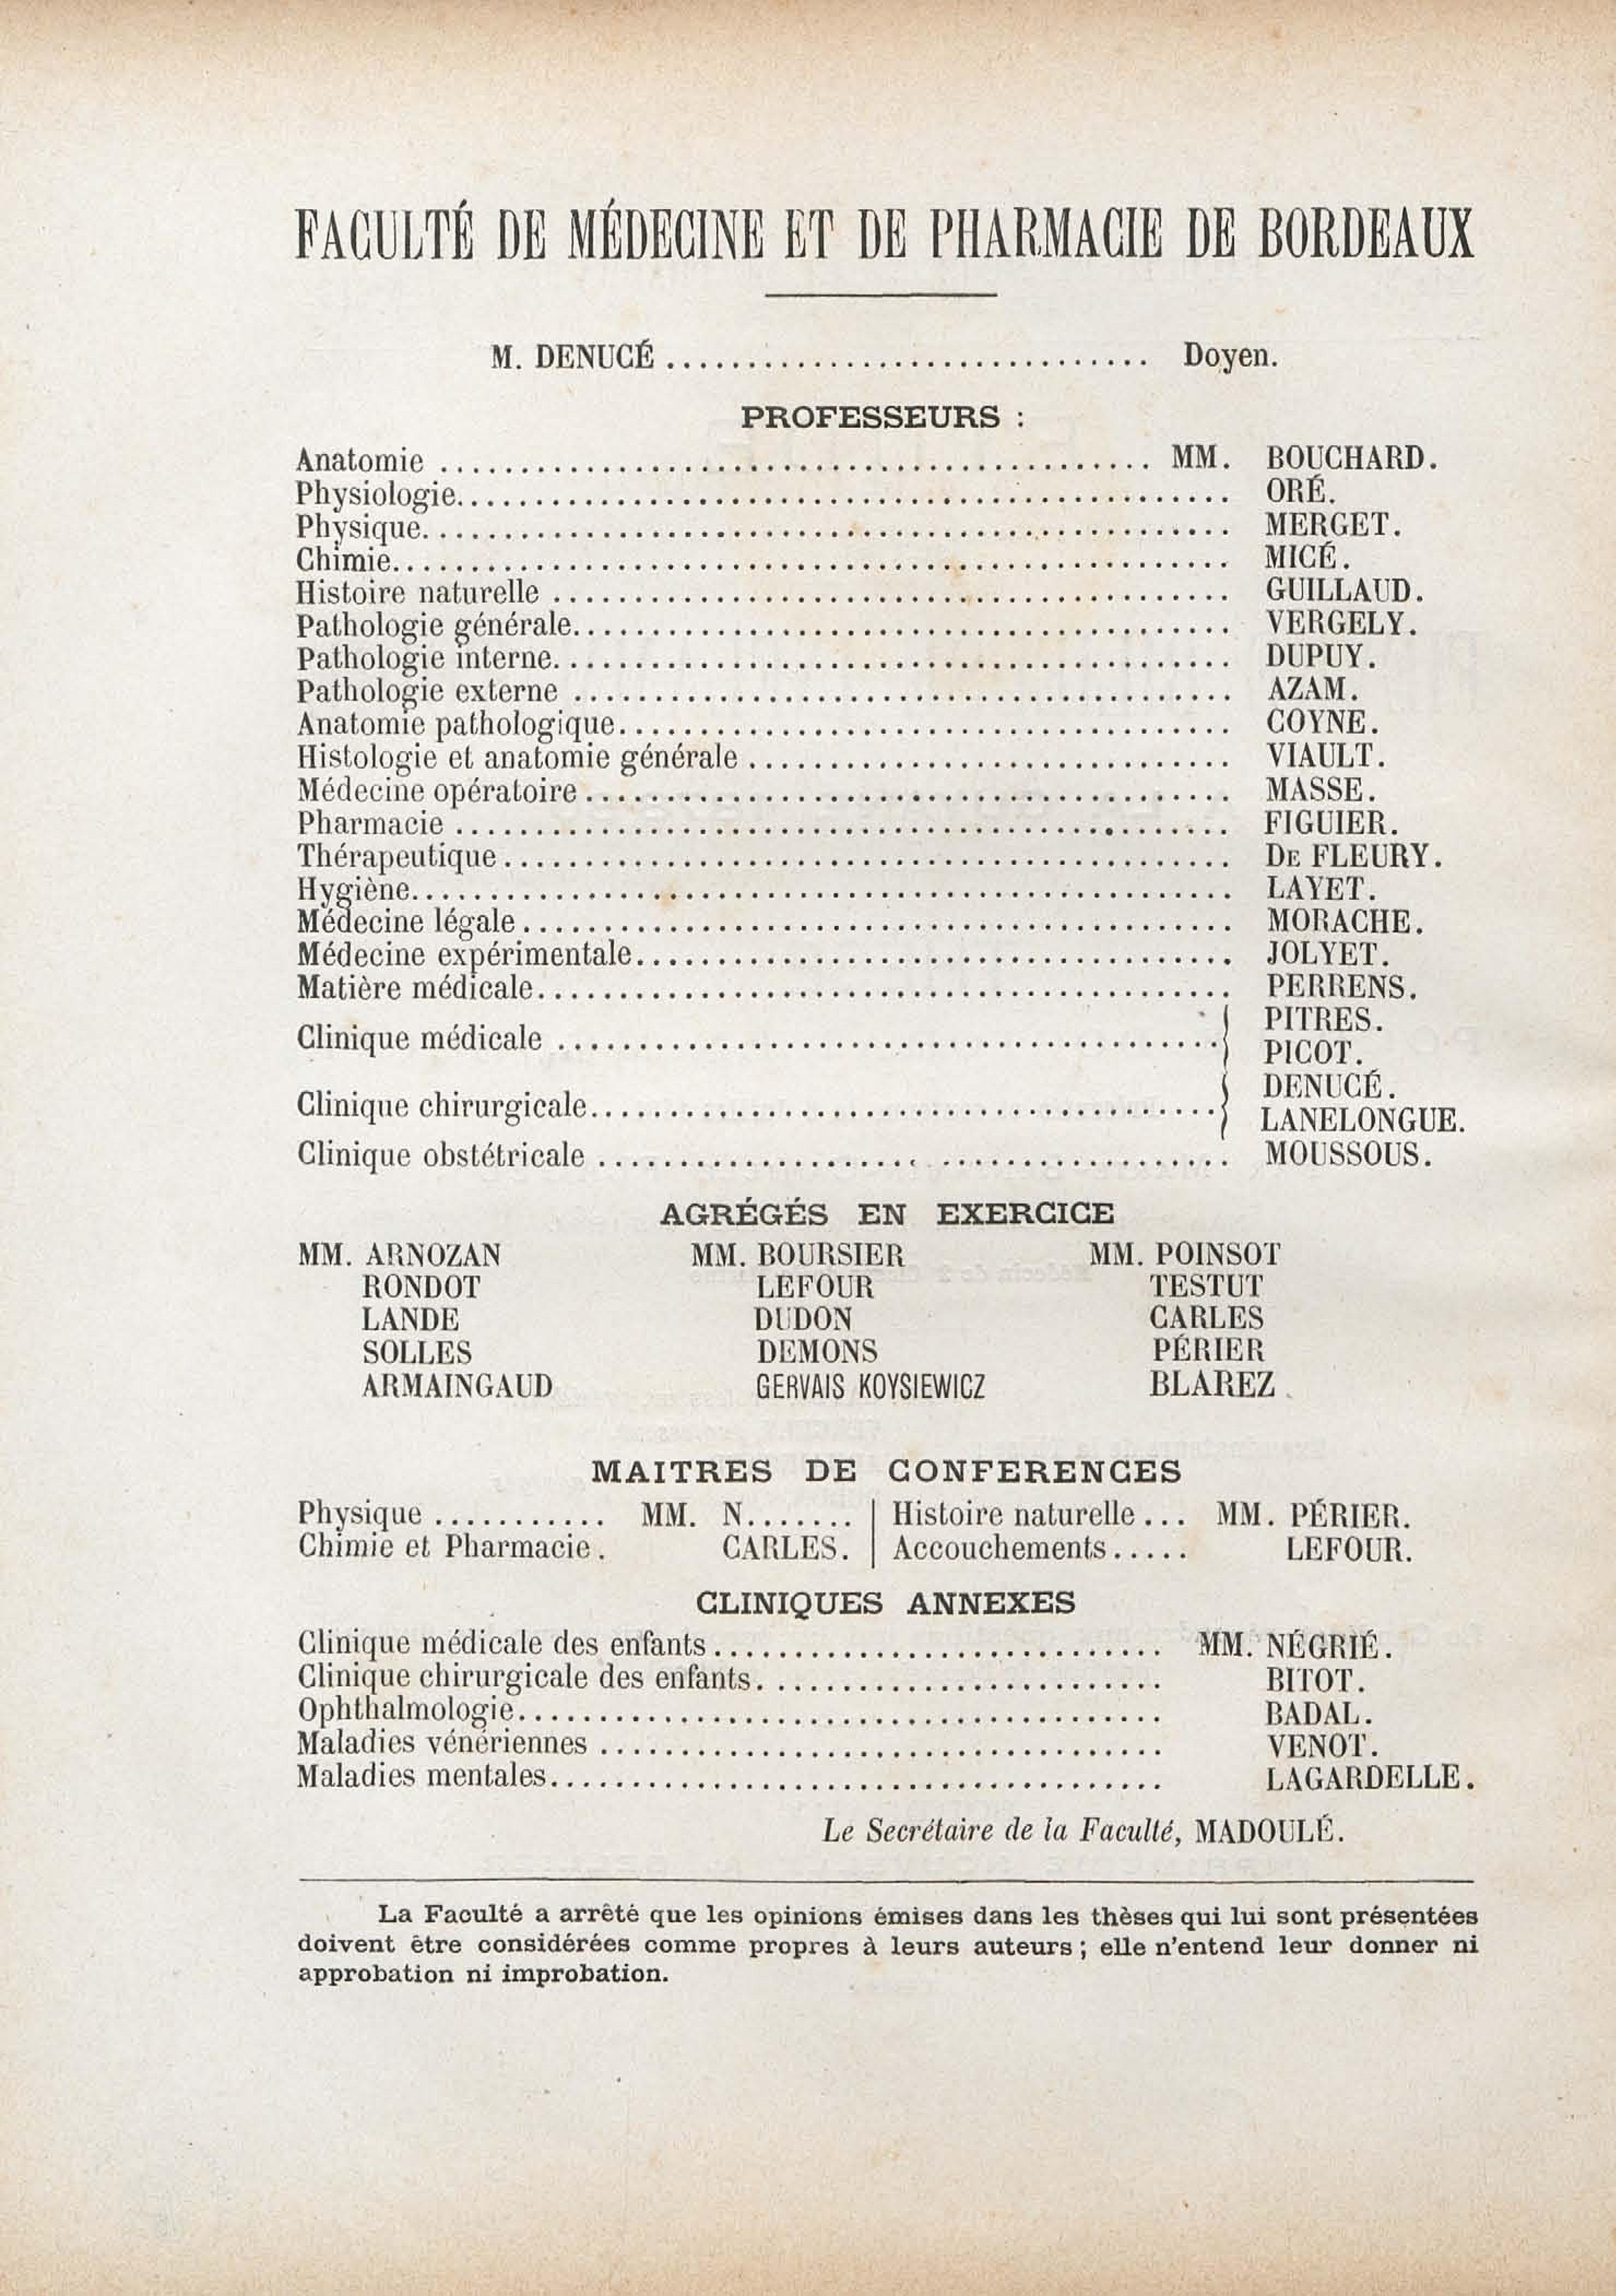 FACULTÉ DE MÉDECINE ET DE PHARMACIE DE BORDEAUX
M. DENUCÉ .............................. Doyen.
PROFESSEURS :
Anatomie ............................................ MM. BOUCHARD.
Physiologie................................................ ORÉ.
Physique.................................................. MERGET.
Chimie.................................................... MICÉ.
Histoire naturelle .......................................... GUILLAUD.
Pathologie générale......................................... VERGELY.
Pathologie interne.......................................... DUPUY.
Pathologie externe ......................................... AZAM.
Anatomie pathologique...................................... COYNE.
Histologie et anatomie générale .............................. VIAULT.
Médecine opératoire ........................................ MASSE.
Pharmacie ................................................ FIGUIER.
Thérapeutique ............................................. DE FLEURY.
Hygiène................................................... LAYET.
Médecine légale............................................ MORACHE.
Médecine expérimentale..................................... JOLYET.
Matière médicale........................................... PERRENS.
Clinique médicale ......................................... { PITRES.
PICOT.
Clinique chirurgicale....................................... { DENUCÉ.
LANELONGUE.
Clinique obstétricale ....................................... MOUSSOUS.
AGRÉGÉS EN EXERCICE
MM. ARNOZAN MM. BOURSIER MM. POINSOT
RONDOT LEFOUR TESTUT
LANDE DUDON CARLES
SOLLES DEMONS PÉRIER
ARMAINGAUD GERVAIS KOYSIEWICZ BLAREZ.
MAITRES DE CONFERENCES
Physique ........... MM. N....... | Histoire naturelle ... MM. PÉRIER.
Chimie et Pharmacie. CARLES. | Accouchements..... LEFOUR.
CLINIQUES ANNEXES
Clinique médicale des enfants............................ MM. NÉGRIÉ.
Clinique chirurgicale des enfants.......................... BITOT.
Ophthalmologie........................................ BADAL.
Maladies vénériennes ................................... VENOT.
Maladies mentales...................................... LAGARDELLE.
Le Secrétaire de la Faculté, MADOULÉ.
La Faculté a arrêté que les opinions émises dans les thèses qui lui sont présentées
doivent être considérées comme propres à leurs auteurs ; elle n'entend leur donner ni
approbation ni improbation.